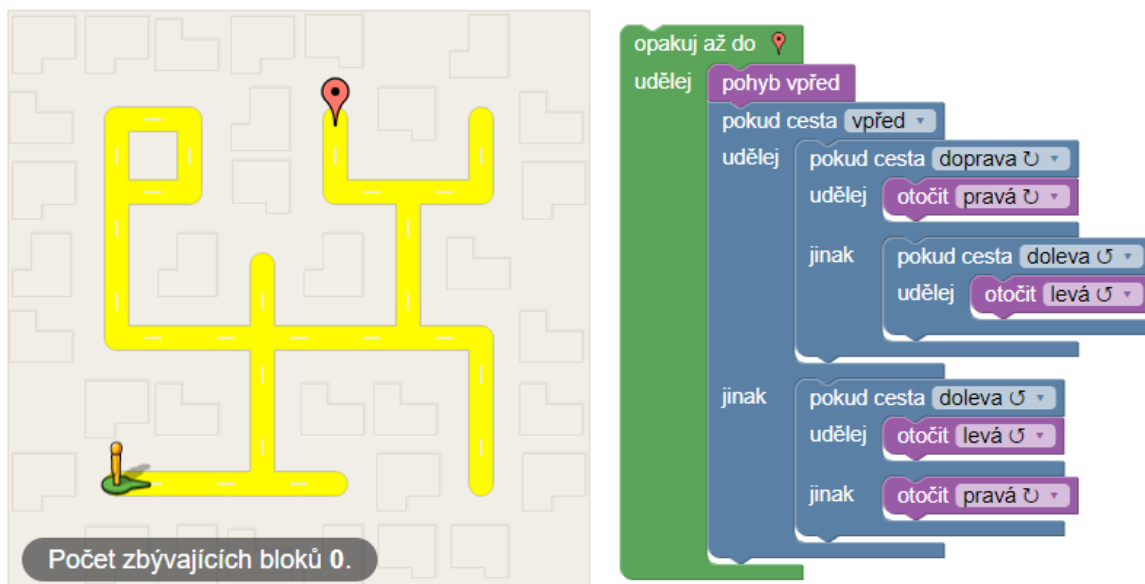 opakuj až do
udělej pohyb vpřed
pokud cesta vpřed
udělej pokud cesta doprava ↻
udělej otočit pravá ↻
jinak pokud cesta doleva ↺
udělej otočit levá ↺
jinak pokud cesta doleva ↺
udělej otočit levá ↺
jinak otočit pravá ↻
Počet zbývajících bloků 0.